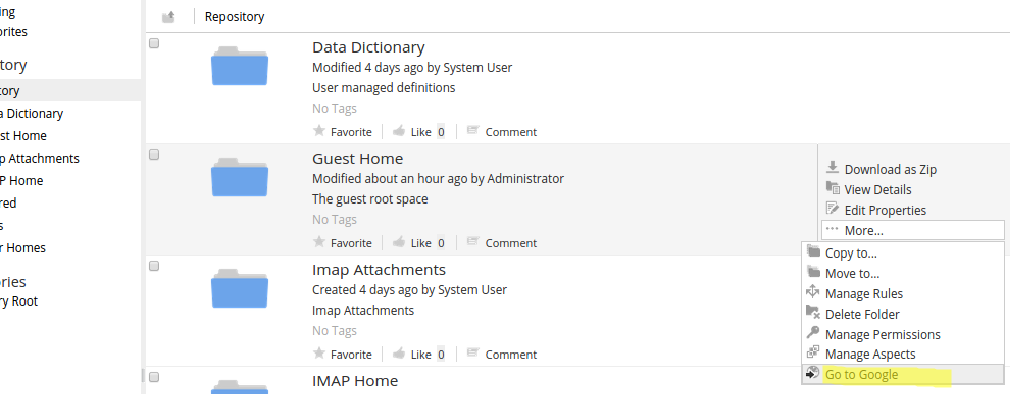 ing
Repository
orites
tory
tory
a Dictionary
st Home
p Attachments
P Home
red
s
r Homes
ries
ry Root
Data Dictionary
Modified 4 days ago by System User
User managed definitions
No Tags
Favorite Like 0 Comment
Guest Home
Modified about an hour ago by Administrator
The guest root space
No Tags
Favorite Like 0 Comment
Download as Zip
View Details
Edit Properties
More...
Copy to...
Move to...
Manage Rules
Delete Folder
Manage Permissions
Manage Aspects
Go to Google
Imap Attachments
Created 4 days ago by System User
Imap Attachments
No Tags
Favorite Like 0 Comment
IMAP Home